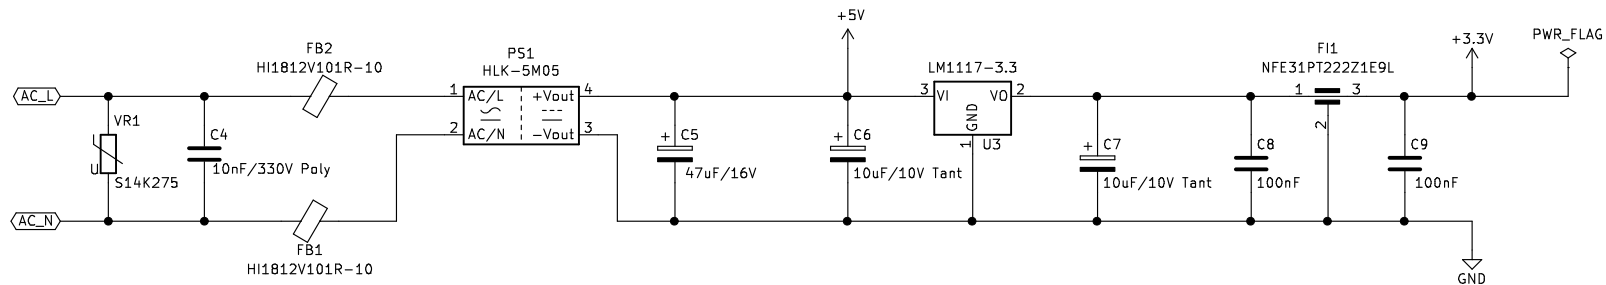 +5V
PWR_FLAG
+3.3V
FB2
HI1812V101R-10
PS1
HLK-5M05
LM1117-3.3
FI1
NFE31PT222Z1E9L
AC_L
1
AC/L
+Vout
4
3
VI
VO
2
1
3
VR1
U
S14K275
C4
10nF/330V Poly
2
AC/N
-Vout
3
GND
1
U3
2
+
C5
47uF/16V
+
C6
10uF/10V Tant
+
C7
10uF/10V Tant
C8
100nF
C9
100nF
AC_N
FB1
HI1812V101R-10
GND